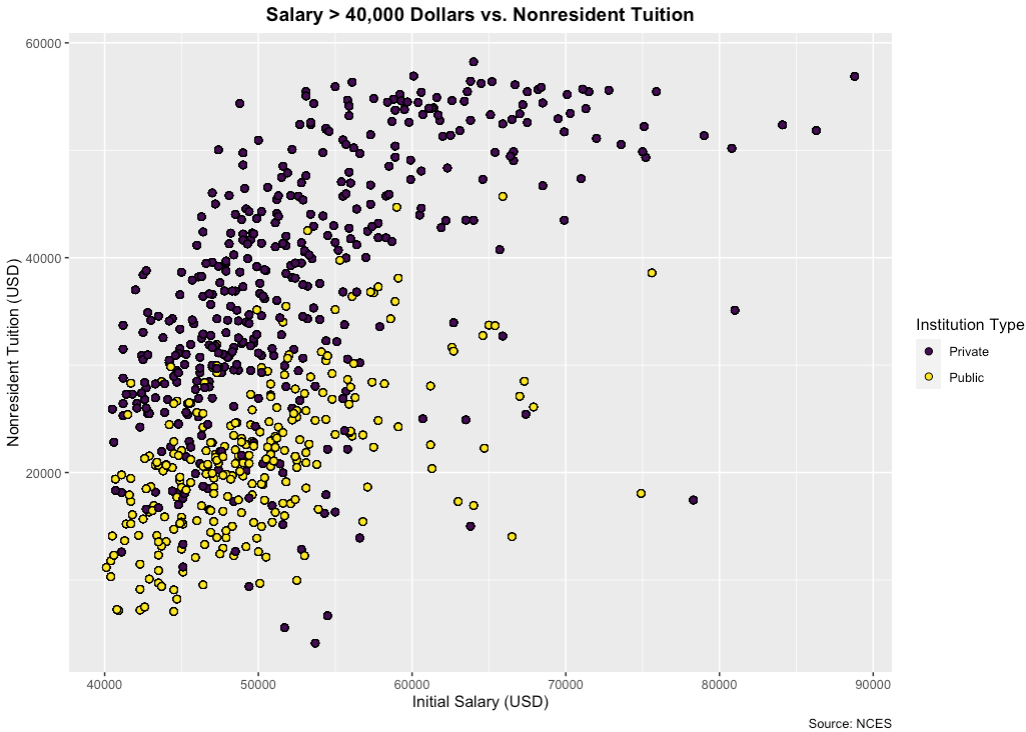 Salary > 40,000 Dollars vs. Nonresident Tuition
60000
40000
20000
Nonresident Tuition (USD)
40000 50000 60000 70000 80000 90000
Initial Salary (USD)
Institution Type
Private
Public
Source: NCES